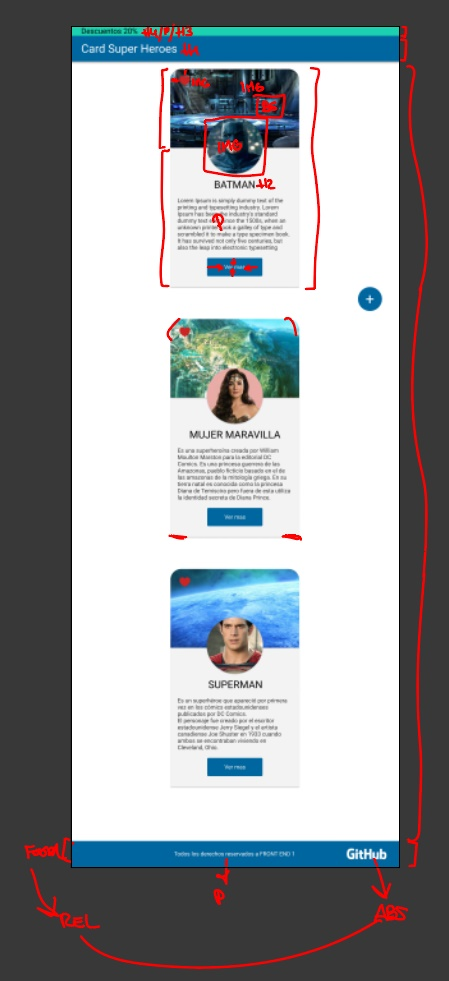 Descuentos 20%
Card Super Heroes H1
IMG
IMG
IMG
BATMAN H2
Lorem Ipsum is simply dummy text of the
printing and typesetting industry. Lorem
Ipsum has been the industry's standard
dummy text ever since the 1500s, when an
unknown printer took a galley of type and
scrambled it to make a type specimen book.
It has survived not only five centuries, but
also the leap into electronic typesetting
P
Ver mas
+
MUJER MARAVILLA
Es una superheroína creada por William
Moulton Marston para la editorial DC
Comics. Es una princesa guerrera de las
Amazonas, pueblo ficticio basado en el de
las amazonas de la mitología griega. En su
tierra natal es conocida como la princesa
Diana de Temiscira pero fuera de esta utiliza
la identidad secreta de Diana Prince.
Ver mas
SUPERMAN
Es un superhéroe que apareció por primera
vez en los cómics estadounidenses
publicados por DC Comics.
El personaje fue creado por el escritor
estadounidense Jerry Siegel y el artista
canadiense Joe Shuster en 1933 cuando
ambos se encontraban viviendo en
Cleveland, Ohio.
Ver mas
Todos los derechos reservados a FRONT END 1
GitHub
P
REL
ABS